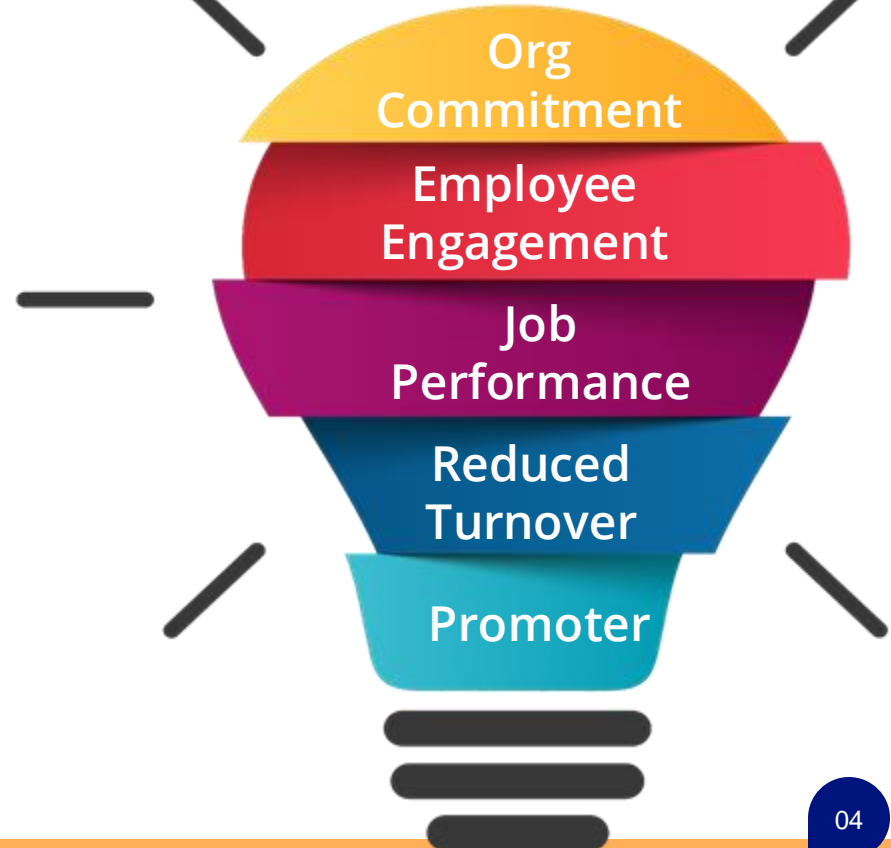 Org
Commitment
Employee
Engagement
Job
Performance
Reduced
Turnover
Promoter
04